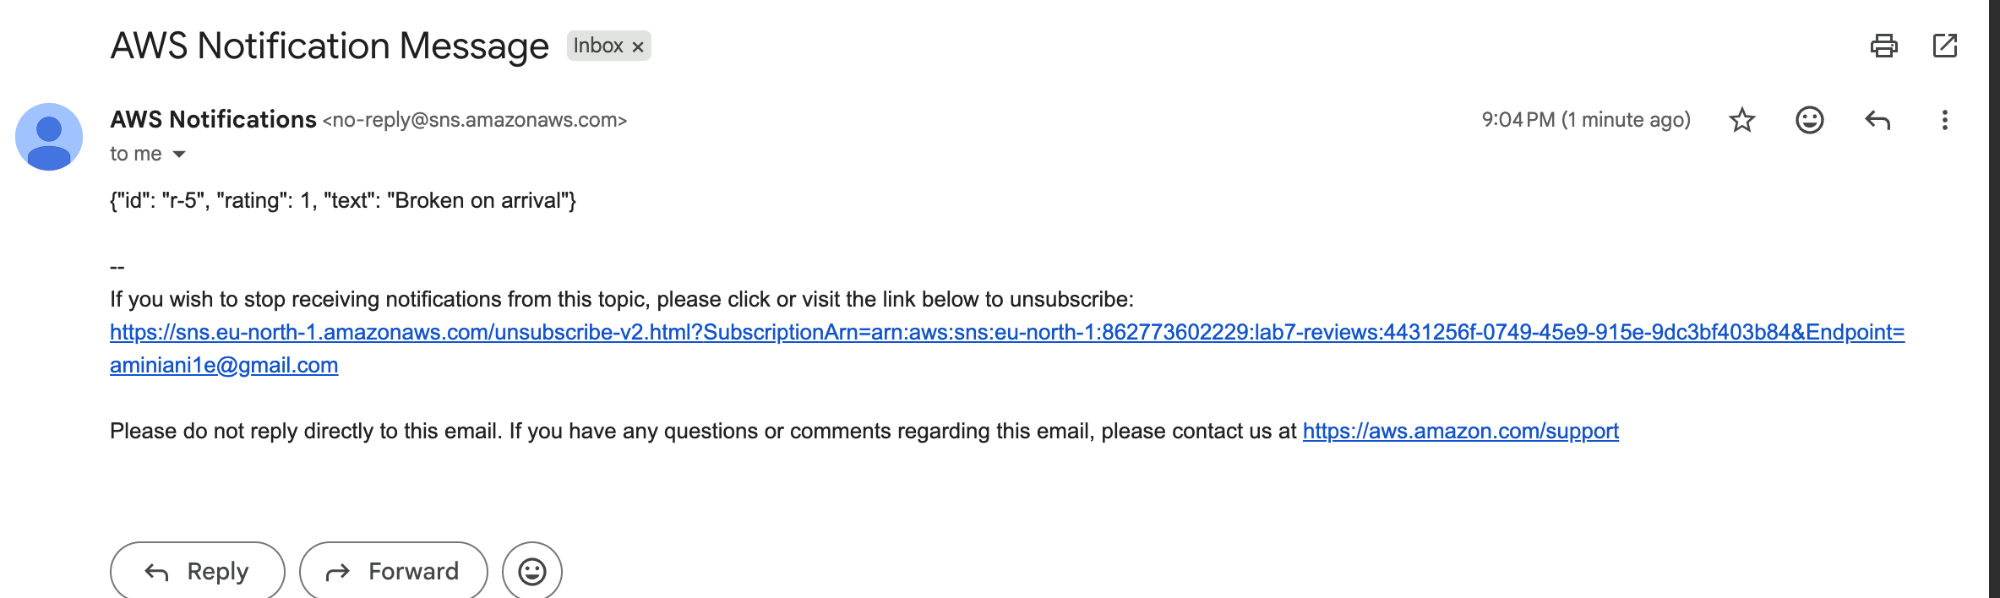 AWS Notification Message Inbox ×
AWS Notifications <no-reply@sns.amazonaws.com> 9:04 PM (1 minute ago)
to me
{"id": "r-5", "rating": 1, "text": "Broken on arrival"}
--
If you wish to stop receiving notifications from this topic, please click or visit the link below to unsubscribe:
https://sns.eu-north-1.amazonaws.com/unsubscribe-v2.html?SubscriptionArn=arn:aws:sns:eu-north-1:862773602229:lab7-reviews:4431256f-0749-45e9-915e-9dc3bf403b84&Endpoint=
aminiani1e@gmail.com
Please do not reply directly to this email. If you have any questions or comments regarding this email, please contact us at https://aws.amazon.com/support
Reply Forward